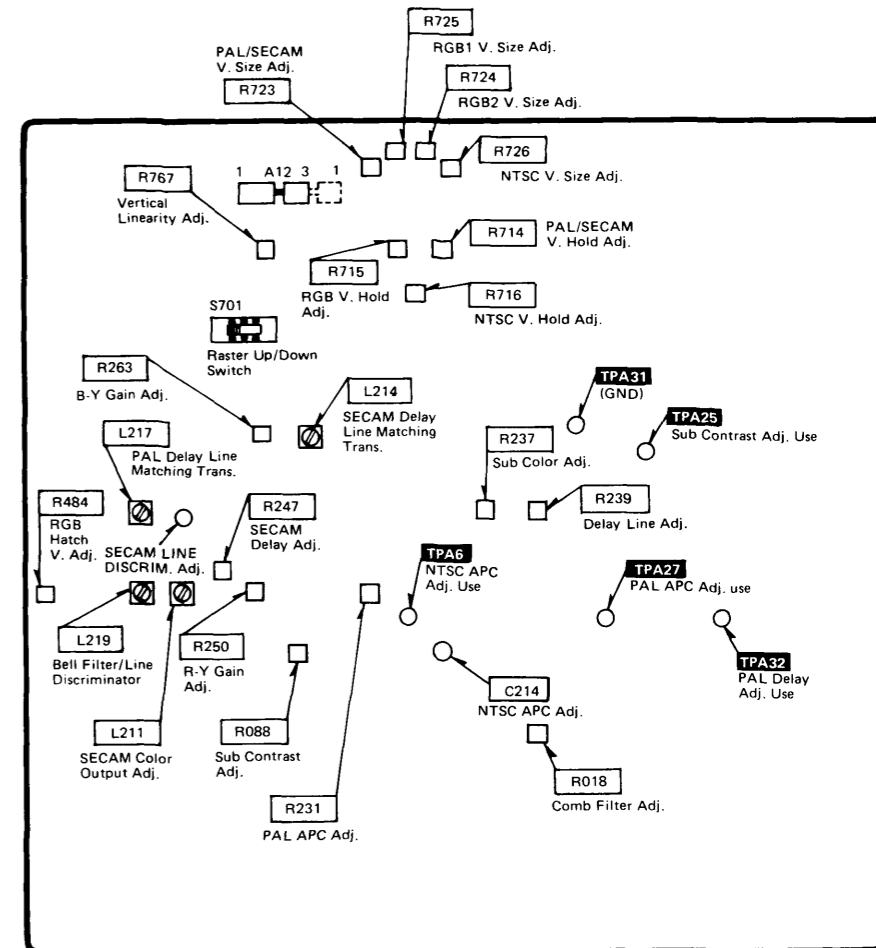 R725
RGB1 V. Size Adj.
PAL/SECAM
V. Size Adj.
R723
R724
RGB2 V. Size Adj.
R726
NTSC V. Size Adj.
R767
Vertical
Linearity Adj.
1 A12 3 1
R714
PAL/SECAM
V. Hold Adj.
R715
RGB V. Hold
Adj.
R716
NTSC V. Hold Adj.
S701
Raster Up/Down
Switch
R263
B-Y Gain Adj.
L214
SECAM Delay
Line Matching
Trans.
TPA31
(GND)
TPA25
Sub Contrast Adj. Use
L217
PAL Delay Line
Matching Trans.
R237
Sub Color Adj.
R239
Delay Line Adj.
R484
RGB
Hatch
V. Adj.
SECAM LINE
DISCRIM. Adj.
R247
SECAM
Delay Adj.
TPA6
NTSC APC
Adj. Use
TPA27
PAL APC Adj. use
L219
Bell Filter/Line
Discriminator
R250
R-Y Gain
Adj.
TPA32
PAL Delay
Adj. Use
C214
NTSC APC Adj.
L211
SECAM Color
Output Adj.
R088
Sub Contrast
Adj.
R231
PAL APC Adj.
R018
Comb Filter Adj.